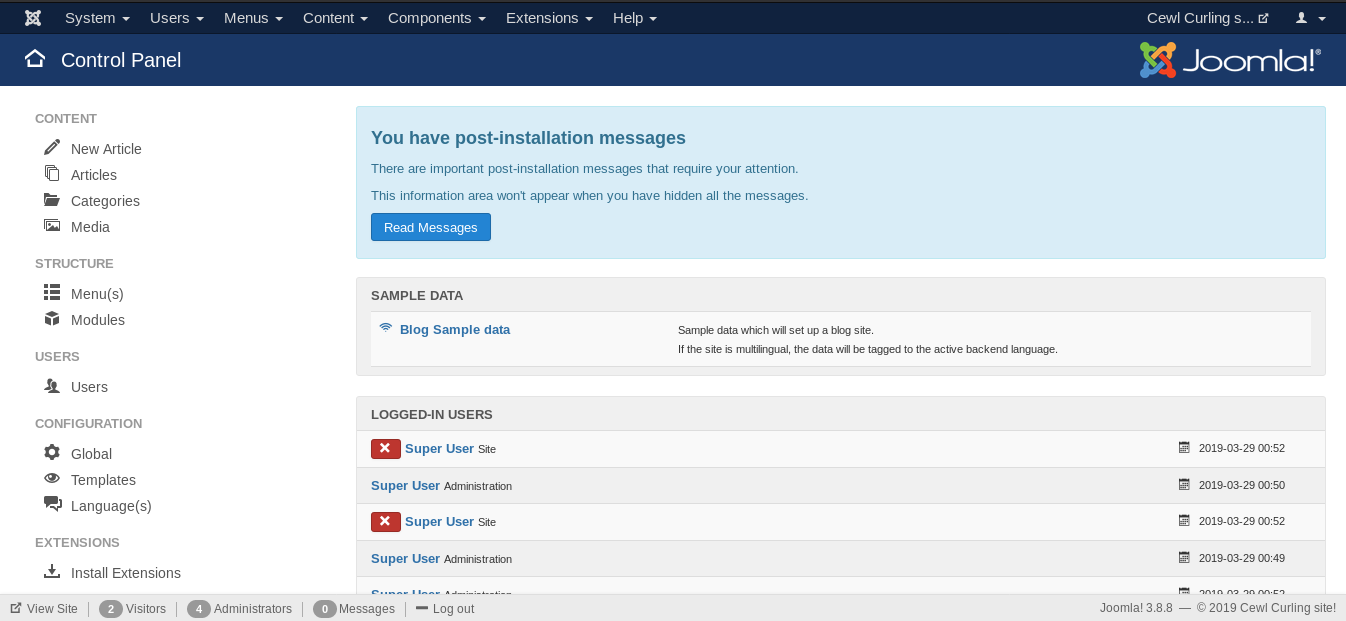 System Users Menus Content Components Extensions Help Cewl Curling s...
Control Panel Joomla!®
CONTENT
New Article
Articles
Categories
Media
STRUCTURE
Menu(s)
Modules
USERS
Users
CONFIGURATION
Global
Templates
Language(s)
EXTENSIONS
Install Extensions
You have post-installation messages
There are important post-installation messages that require your attention.
This information area won't appear when you have hidden all the messages.
Read Messages
SAMPLE DATA
Blog Sample data Sample data which will set up a blog site.
If the site is multilingual, the data will be tagged to the active backend language.
LOGGED-IN USERS
Super User Site 2019-03-29 00:52
Super User Administration 2019-03-29 00:50
Super User Site 2019-03-29 00:52
Super User Administration 2019-03-29 00:49
Super User Administration 2019-03-29 00:52
View Site 2 Visitors 4 Administrators 0 Messages Log out Joomla! 3.8.8 — © 2019 Cewl Curling site!